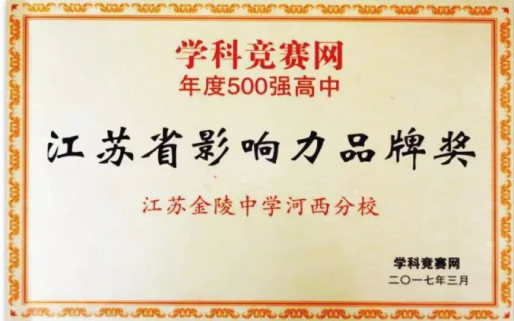 学科竞赛网
年度500强高中
江苏省影响力品牌奖
江苏金陵中学河西分校
学科竞赛网
二〇一七年三月